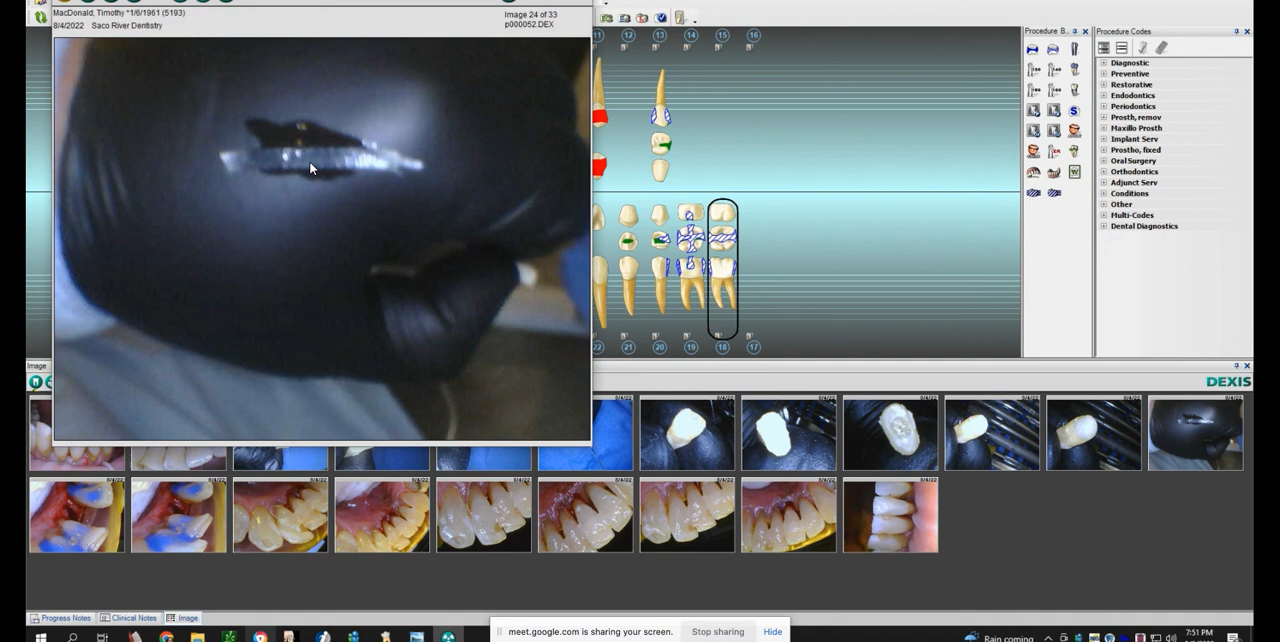 MacDonald, Timothy *1/6/1961 (5193)
8/4/2022 Saco River Dentistry
Image 24 of 33
p000052.DEX
11 12 13 14 15 16
22 21 20 19 18 17
Procedure B..
Procedure Codes
Diagnostic
Preventive
Restorative
Endodontics
Periodontics
Prosth, remov
Maxillo Prosth
Implant Serv
Prostho, fixed
Oral Surgery
Orthodontics
Adjunct Serv
Conditions
Other
Multi-Codes
Dental Diagnostics
Image
DEXIS
Progress Notes
Clinical Notes
Image
meet.google.com is sharing your screen.
Stop sharing
Hide
Rain coming
7:51 PM